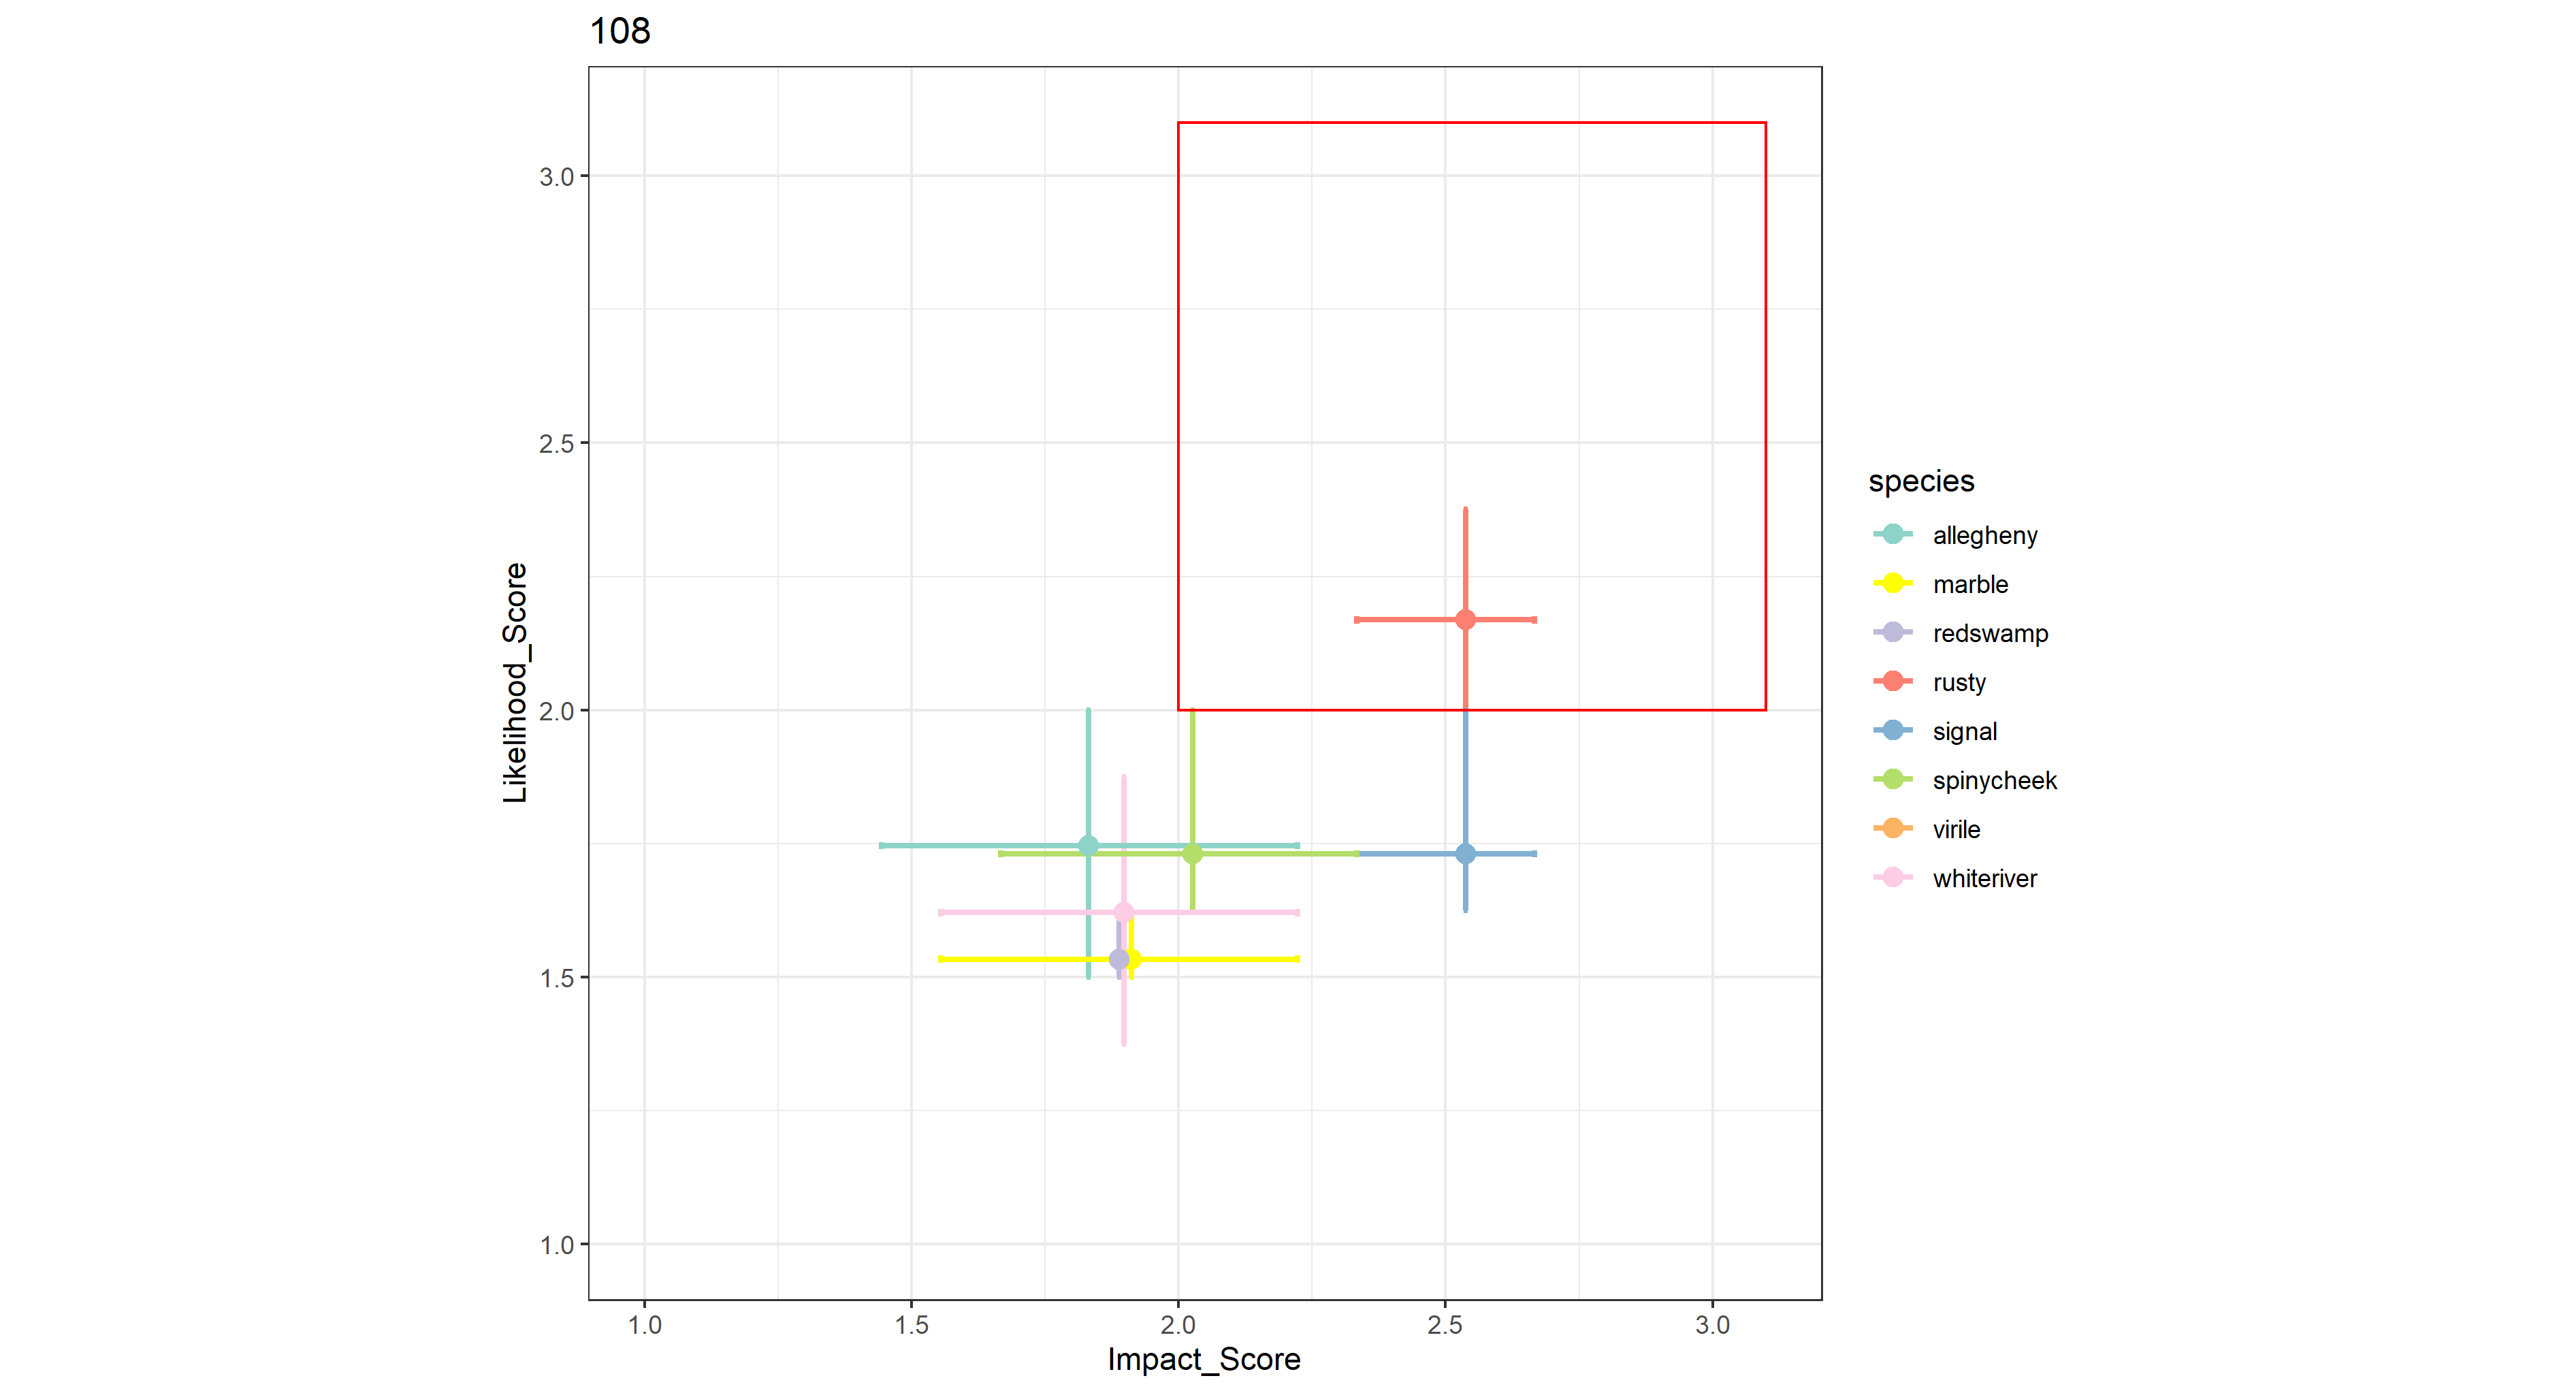 108
Likelihood_Score
3.0
2.5
2.0
1.5
1.0
1.0 1.5 2.0 2.5 3.0
Impact_Score
species
allegheny
marble
redswamp
rusty
signal
spinycheek
virile
whiteriver